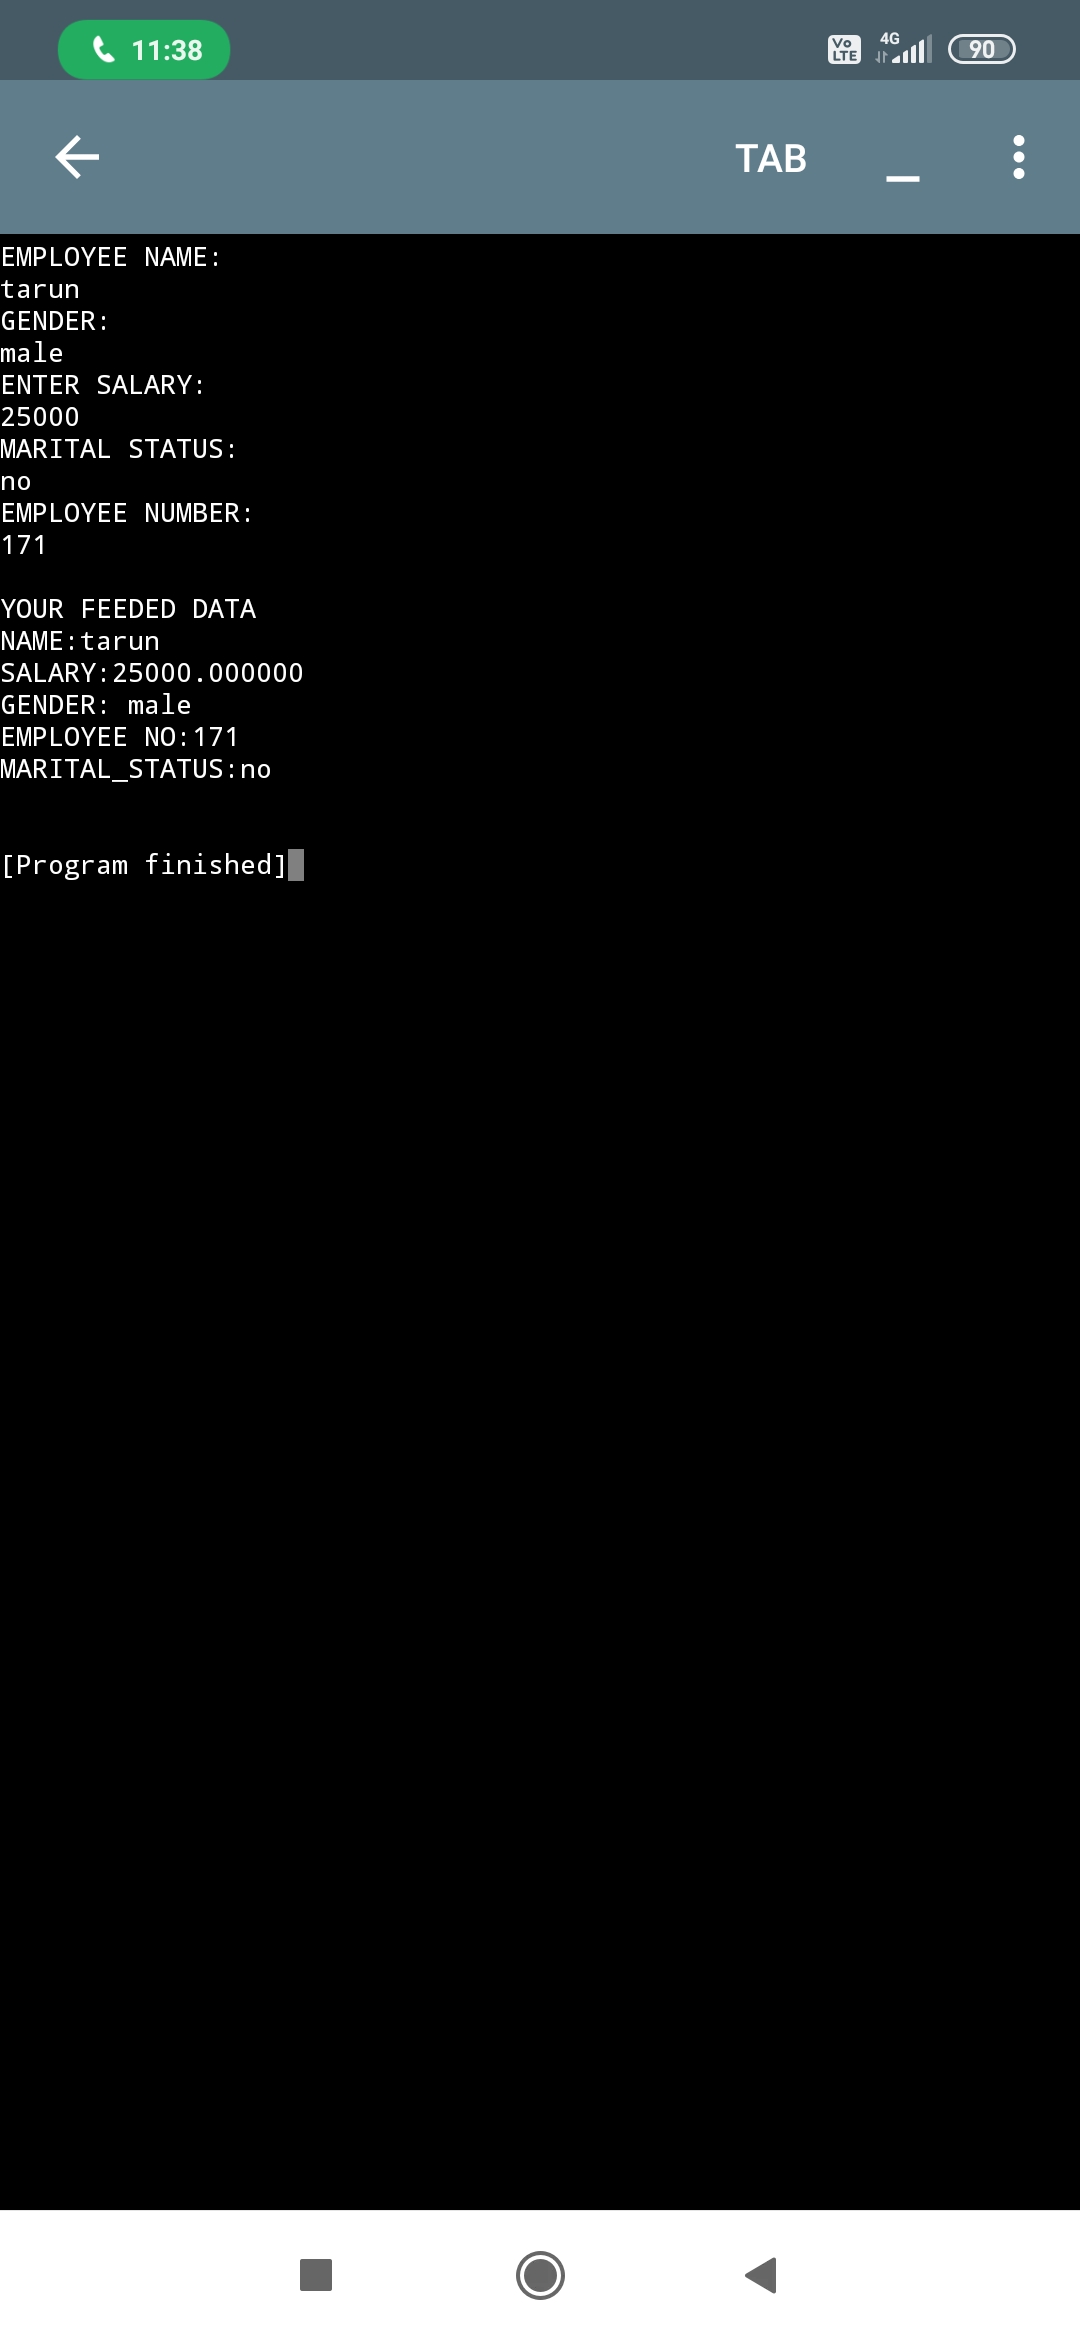 11:38
Vo LTE 4G 90
TAB _
EMPLOYEE NAME:
tarun
GENDER:
male
ENTER SALARY:
25000
MARITAL STATUS:
no
EMPLOYEE NUMBER:
171
YOUR FEEDED DATA
NAME:tarun
SALARY:25000.000000
GENDER: male
EMPLOYEE NO:171
MARITAL_STATUS:no
[Program finished]